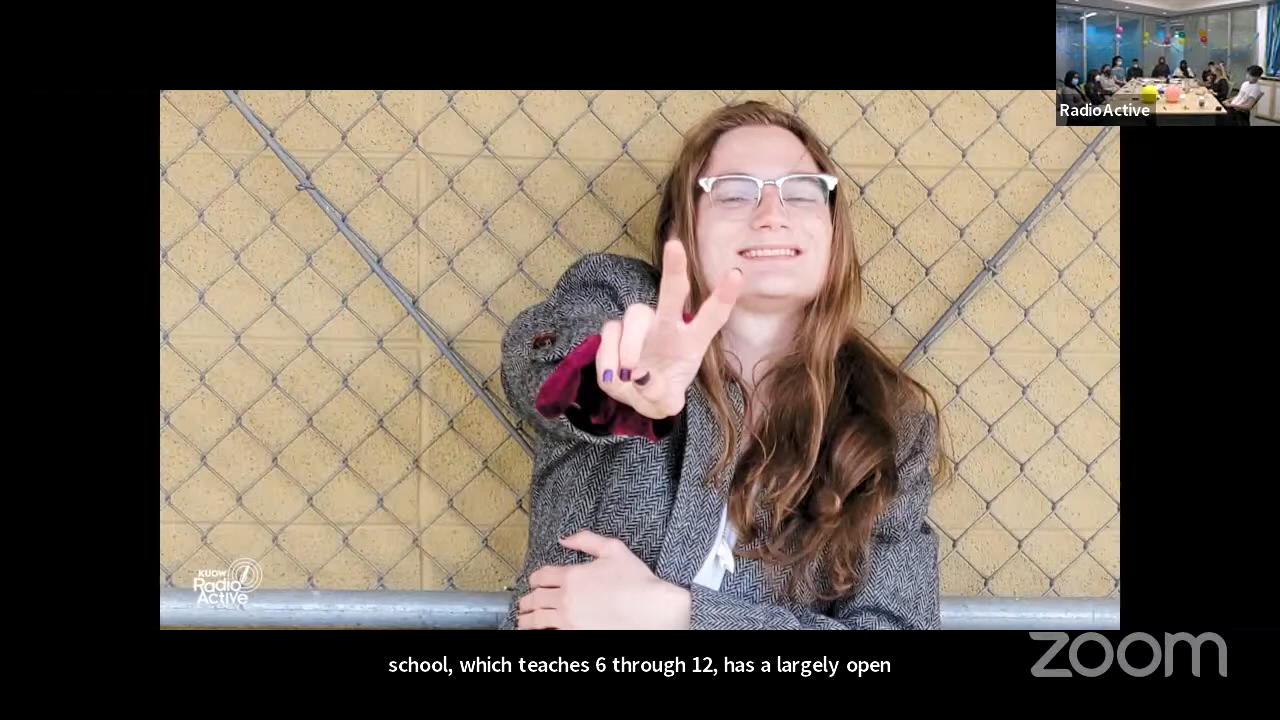 RadioActive
KUOW
Radio
Active
school, which teaches 6 through 12, has a largely open
zoom